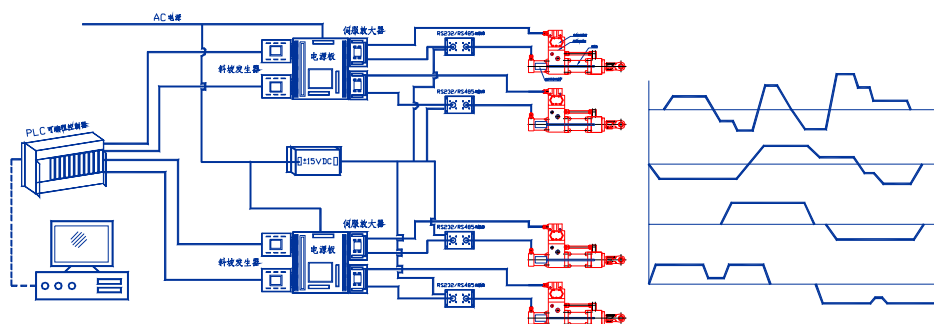 AC电源
伺服放大器
RS232/RS485
电源板
斜坡发生器
RS232/RS485
PLC可编程控制器
±15VDC
伺服放大器
RS232/RS485
电源板
斜坡发生器
RS232/RS485